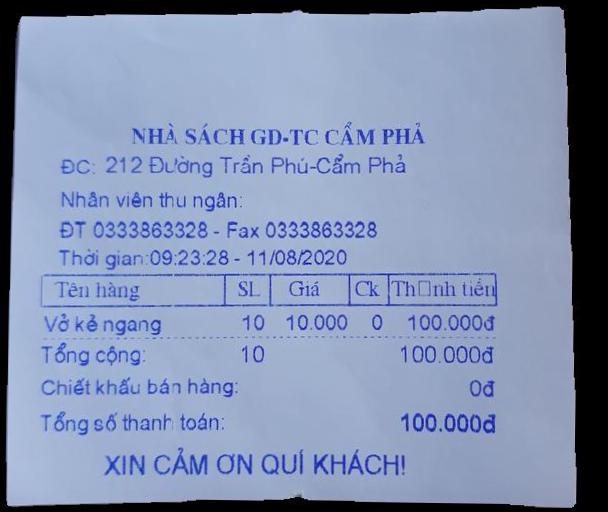 NHÀ SÁCH GD-TC CẨM PHẢ
ĐC: 212 Đường Trần Phú-Cẩm Phả
Nhân viên thu ngân:
ĐT 0333863328 - Fax 0333863328
Thời gian:09:23:28 - 11/08/2020
Tên hàng SL Giá Ck Th□nh tiền
Vở kẻ ngang 10 10.000 0 100.000đ
Tổng cộng: 10 100.000đ
Chiết khấu bán hàng: 0đ
Tổng số thanh toán: 100.000đ
XIN CẢM ƠN QUÍ KHÁCH!